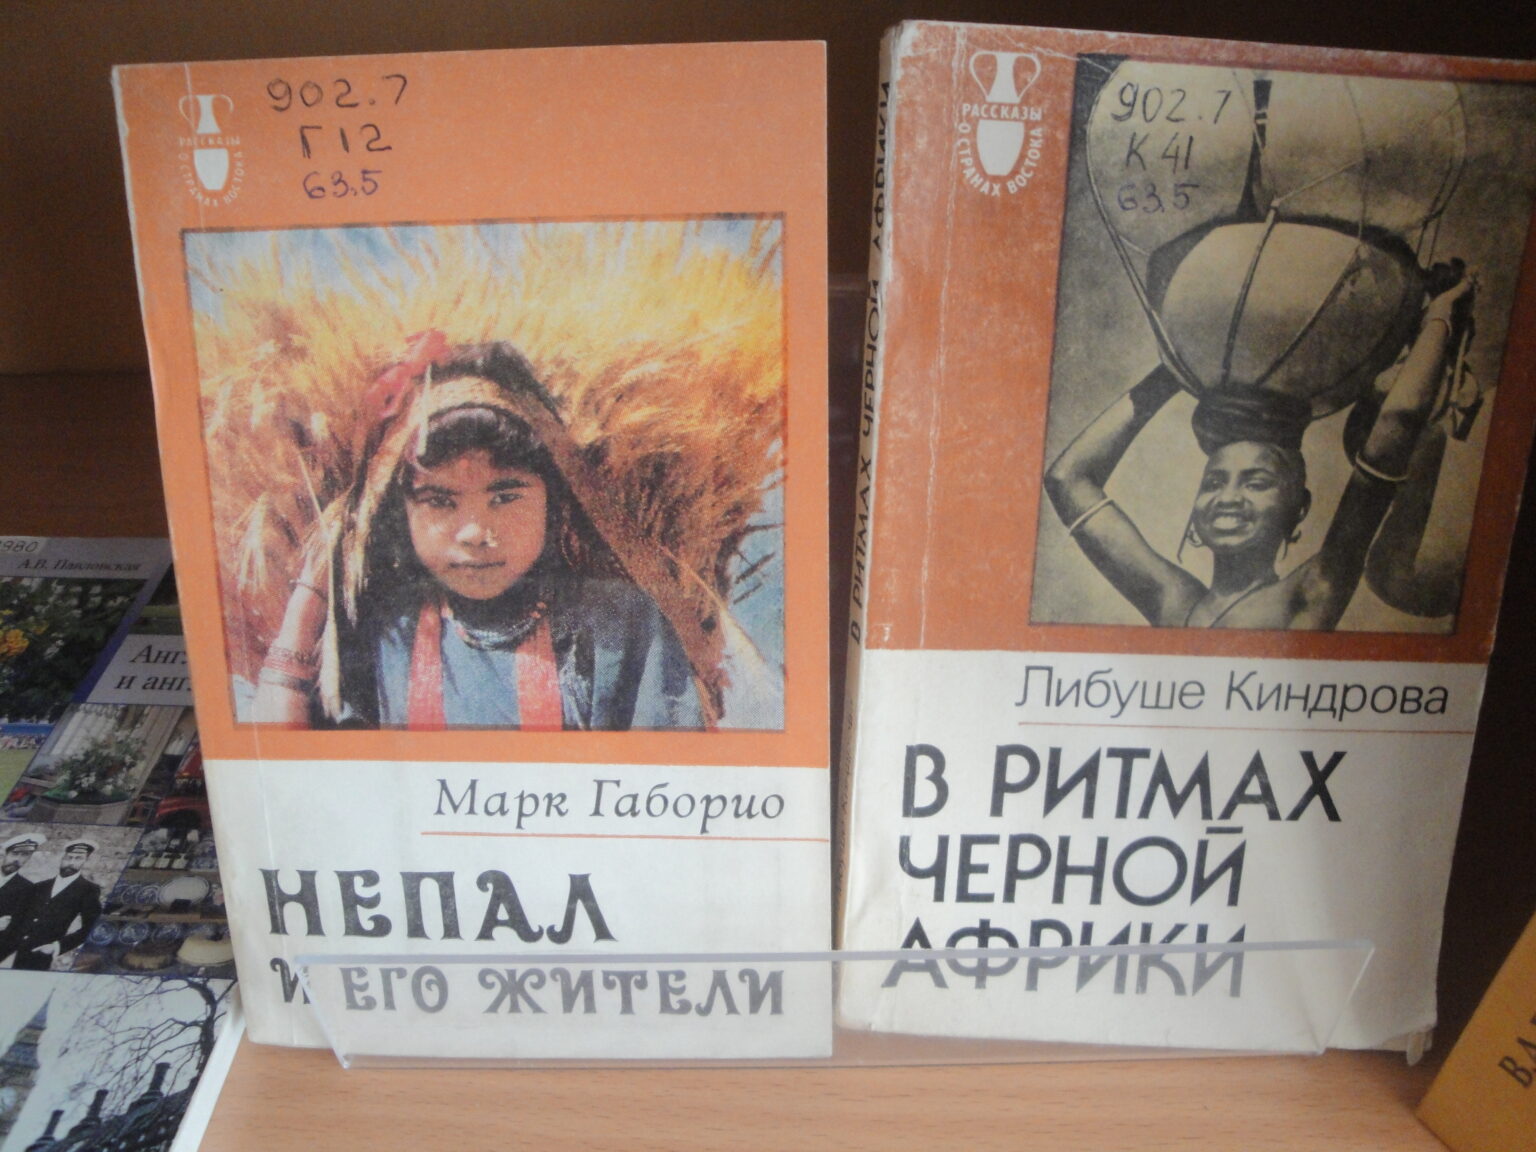 902.7
Г12
63,5
РАССКАЗЫ
О СТРАНАХ ВОСТОКА
Марк Габорио
НЕПАЛ
И ЕГО ЖИТЕЛИ
В РИТМАХ ЧЕРНОЙ АФРИКИ
902.7
К 41
63,5
РАССКАЗЫ
О СТРАНАХ ВОСТОКА
Либуше Киндрова
В РИТМАХ
ЧЕРНОЙ
АФРИКИ
1980
А.В. Павловская
и